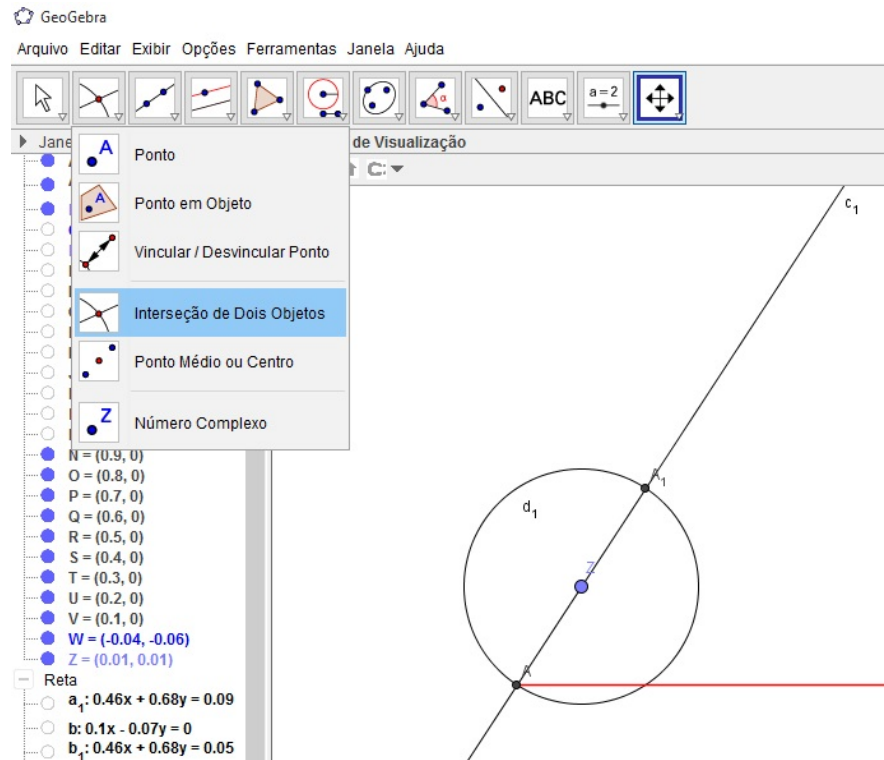 GeoGebra
Arquivo Editar Exibir Opções Ferramentas Janela Ajuda
ABC a=2
Jane de Visualização
A Ponto
A Ponto em Objeto
Vincular / Desvincular Ponto
Interseção de Dois Objetos
Ponto Médio ou Centro
Z Número Complexo
N = (0.9, 0)
O = (0.8, 0)
P = (0.7, 0)
Q = (0.6, 0)
R = (0.5, 0)
S = (0.4, 0)
T = (0.3, 0)
U = (0.2, 0)
V = (0.1, 0)
W = (-0.04, -0.06)
Z = (0.01, 0.01)
Reta
a₁: 0.46x + 0.68y = 0.09
b: 0.1x - 0.07y = 0
b₁: 0.46x + 0.68y = 0.05
c₁
A₁
d₁
Z
A